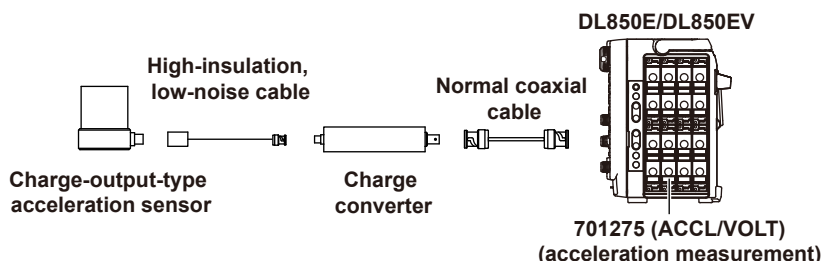 DL850E/DL850EV
High-insulation,
low-noise cable
Normal coaxial
cable
Charge-output-type
acceleration sensor
Charge
converter
701275 (ACCL/VOLT)
(acceleration measurement)